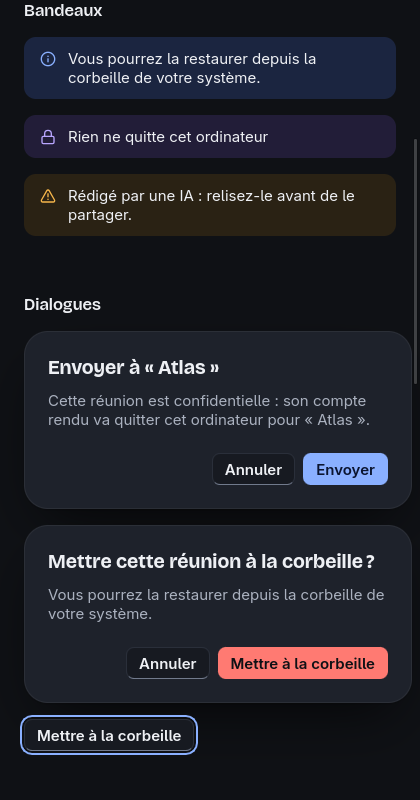 Bandeaux
Vous pourrez la restaurer depuis la
corbeille de votre système.
Rien ne quitte cet ordinateur
Rédigé par une IA : relisez-le avant de le
partager.
Dialogues
Envoyer à « Atlas »
Cette réunion est confidentielle : son compte
rendu va quitter cet ordinateur pour « Atlas ».
Annuler
Envoyer
Mettre cette réunion à la corbeille ?
Vous pourrez la restaurer depuis la corbeille de
votre système.
Annuler
Mettre à la corbeille
Mettre à la corbeille